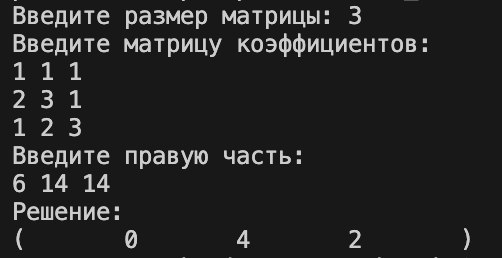 Введите размер матрицы: 3
Введите матрицу коэффициентов:
1 1 1
2 3 1
1 2 3
Введите правую часть:
6 14 14
Решение:
( 0 4 2 )